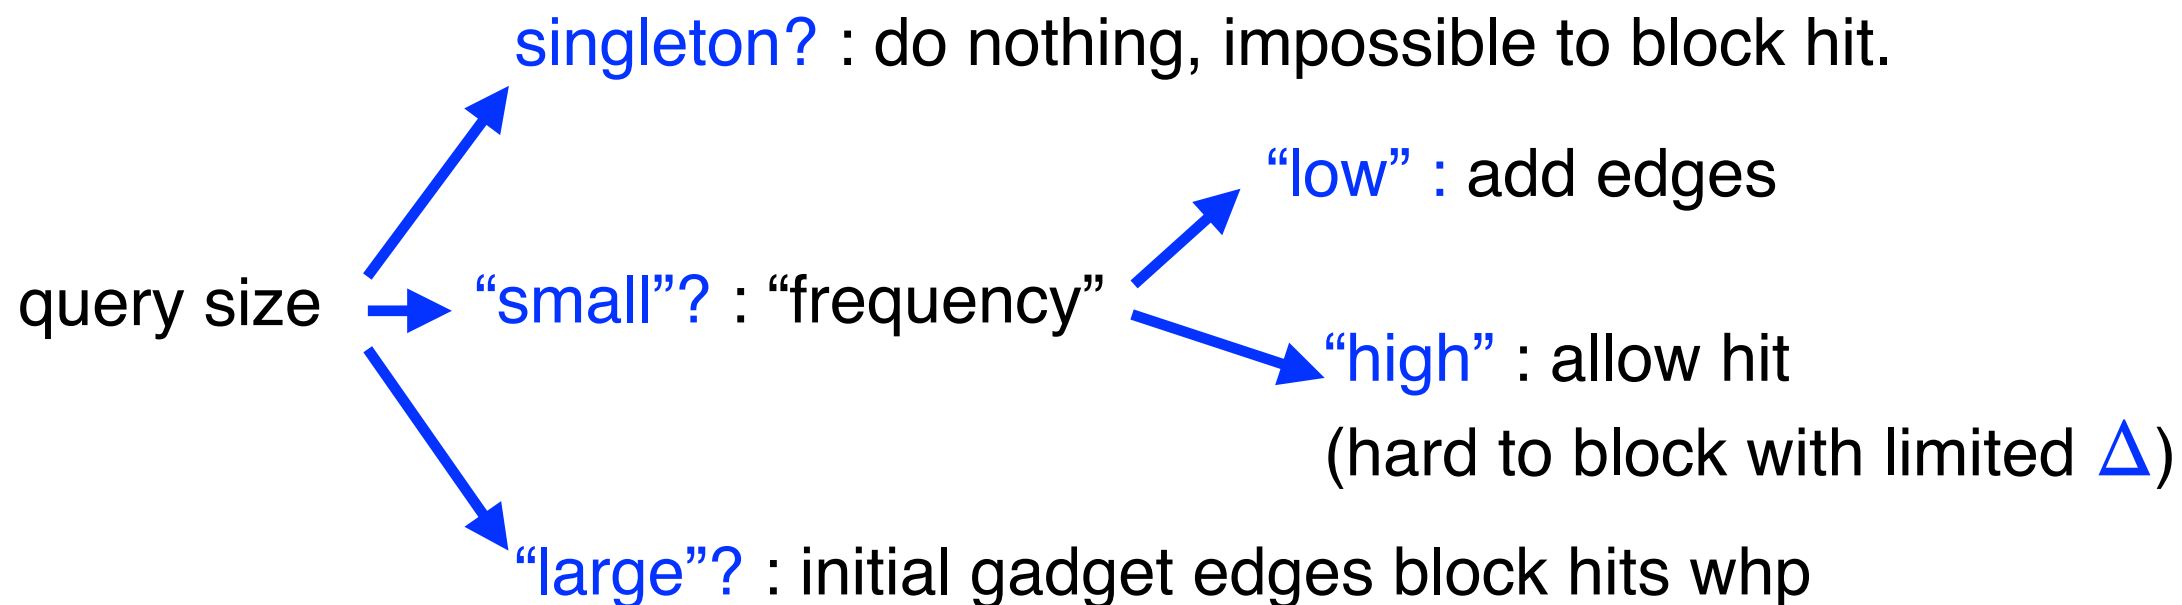 singleton? : do nothing, impossible to block hit.
“low” : add edges
query size “small”? : “frequency”
“high” : allow hit
(hard to block with limited Δ)
“large”? : initial gadget edges block hits whp